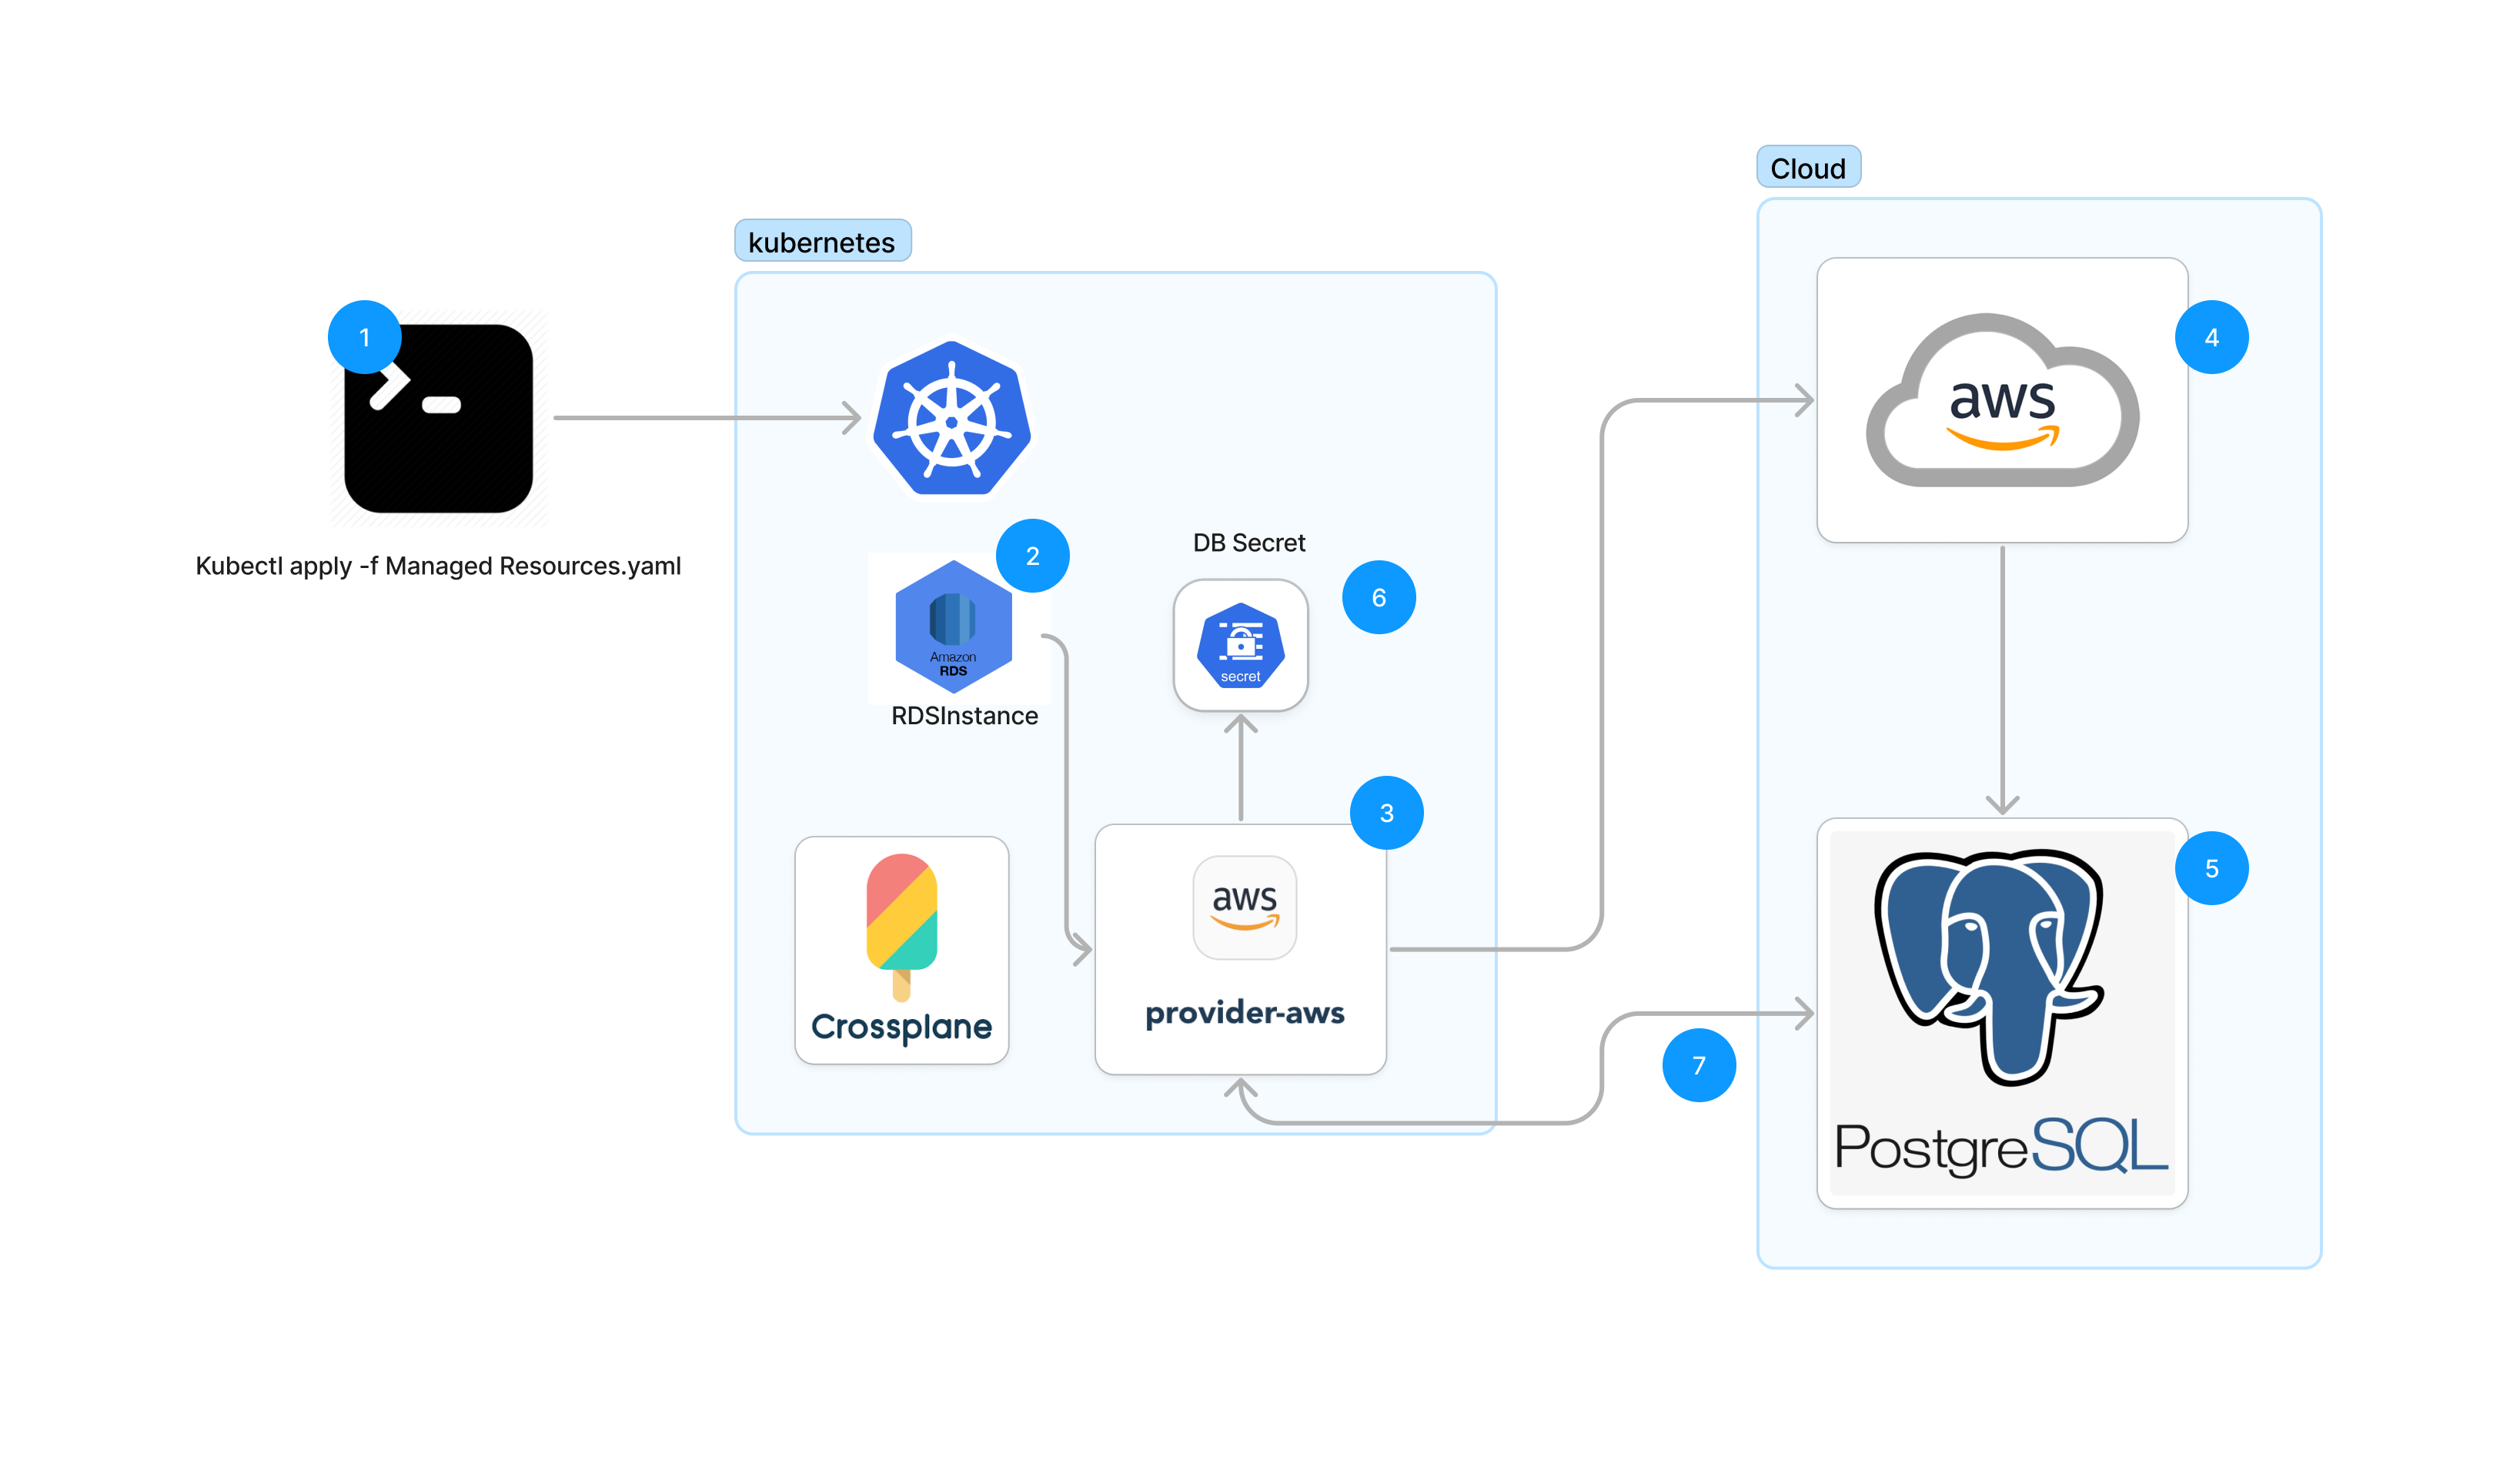 Cloud
kubernetes
1
4
aws
Kubectl apply -f Managed Resources.yaml
2
DB Secret
6
Amazon
RDS
secret
RDSInstance
3
5
aws
provider-aws
Crossplane
7
PostgreSQL